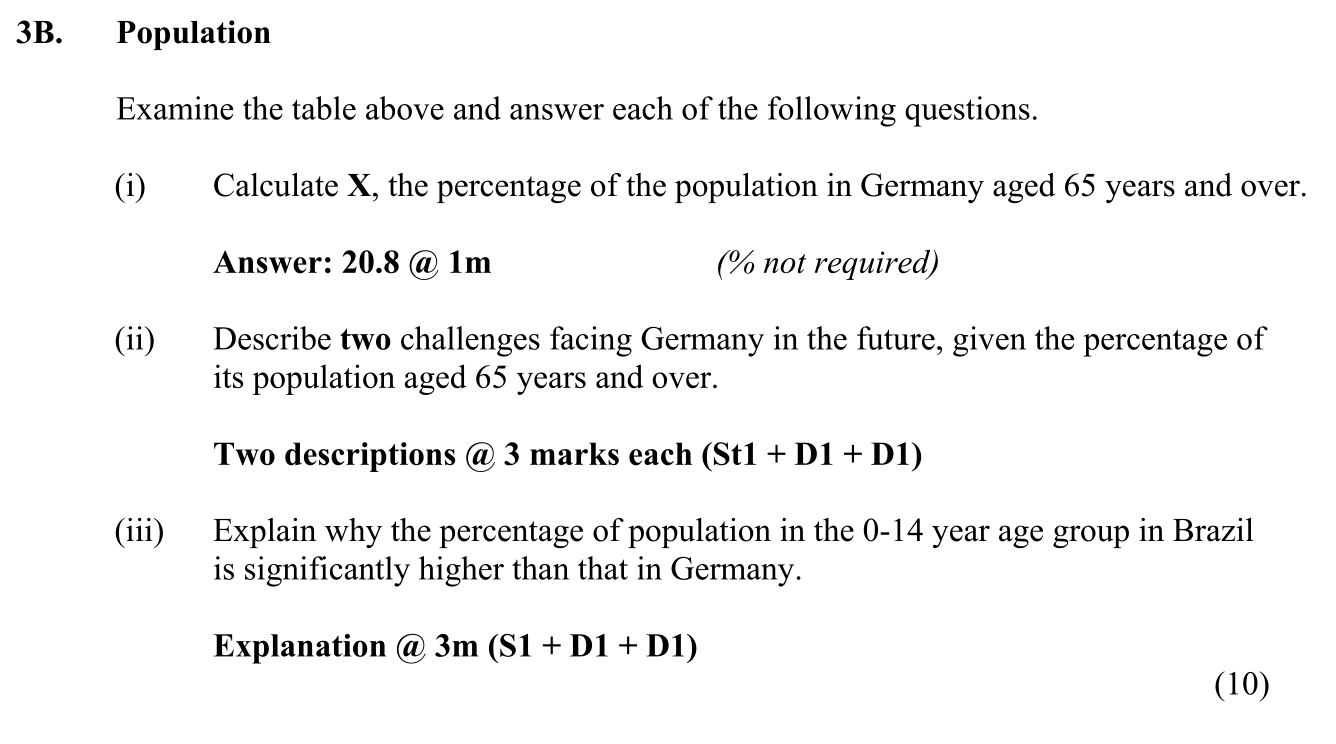 3B. Population
Examine the table above and answer each of the following questions.
(i) Calculate X, the percentage of the population in Germany aged 65 years and over.
Answer: 20.8 @ 1m (% not required)
(ii) Describe two challenges facing Germany in the future, given the percentage of
its population aged 65 years and over.
Two descriptions @ 3 marks each (St1 + D1 + D1)
(iii) Explain why the percentage of population in the 0-14 year age group in Brazil
is significantly higher than that in Germany.
Explanation @ 3m (S1 + D1 + D1)
(10)